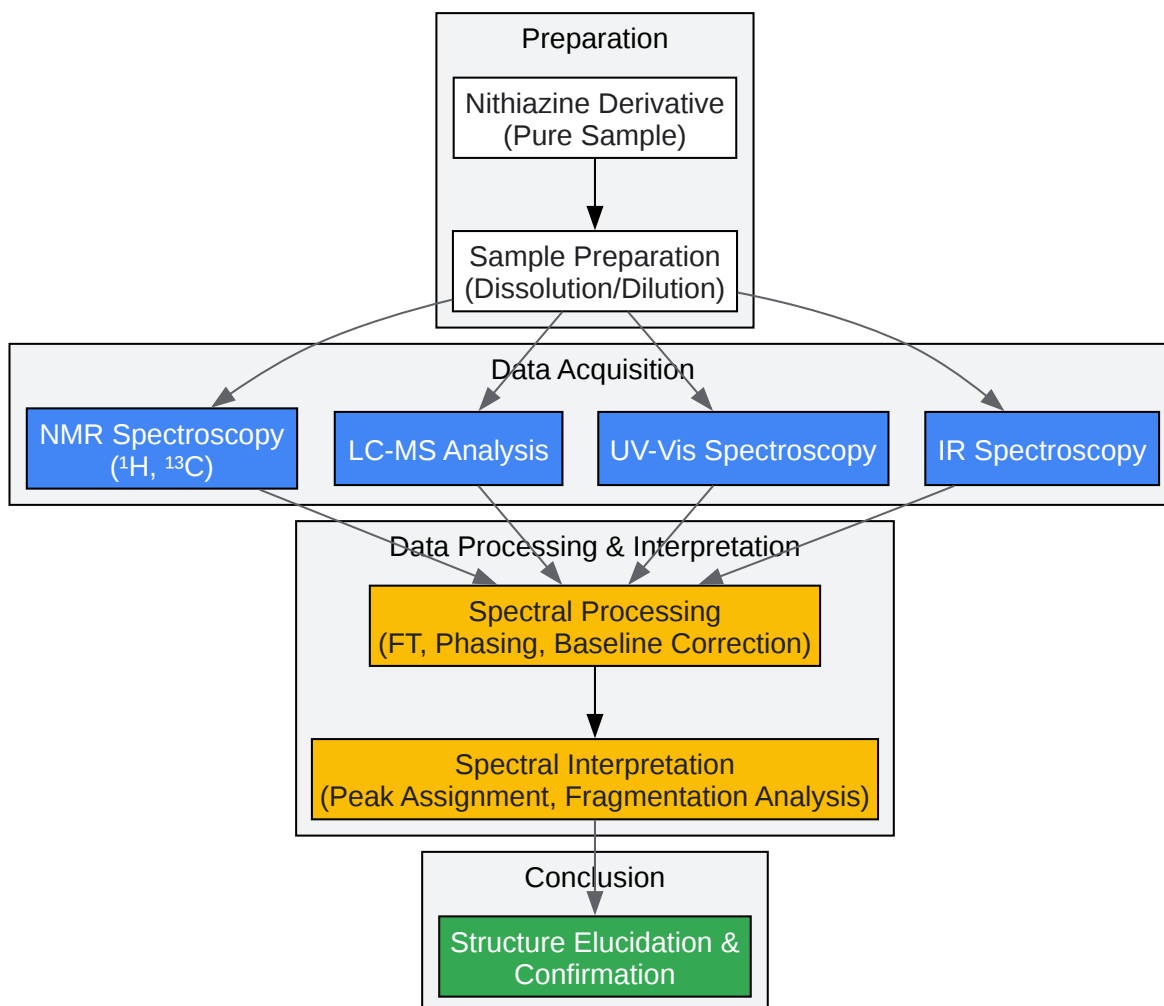 Preparation
Nithiazine Derivative
(Pure Sample)
Sample Preparation
(Dissolution/Dilution)
Data Acquisition
NMR Spectroscopy
(¹H, ¹³C)
LC-MS Analysis
UV-Vis Spectroscopy
IR Spectroscopy
Data Processing & Interpretation
Spectral Processing
(FT, Phasing, Baseline Correction)
Spectral Interpretation
(Peak Assignment, Fragmentation Analysis)
Conclusion
Structure Elucidation &
Confirmation